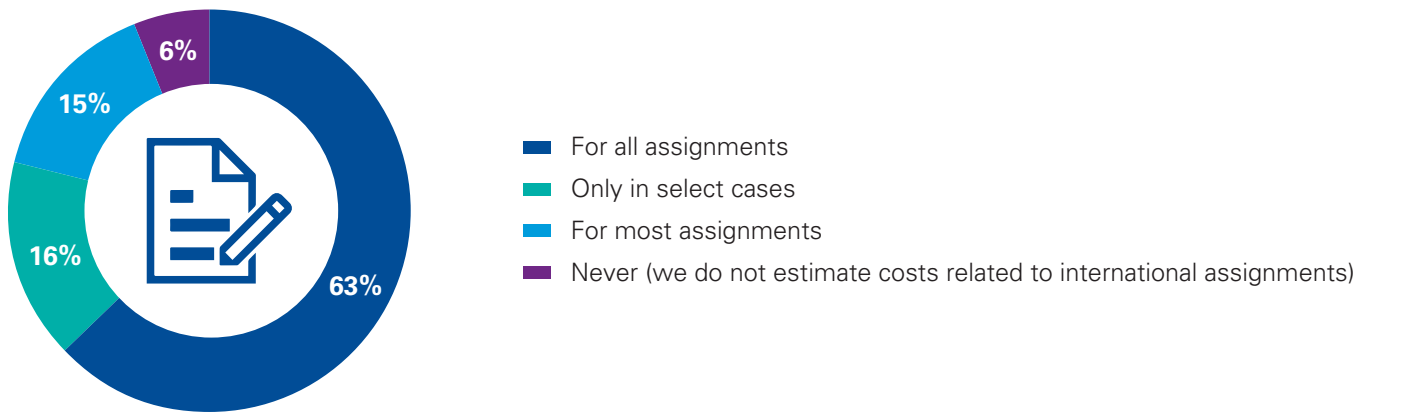 6%
15%
16%
63%
For all assignments
Only in select cases
For most assignments
Never (we do not estimate costs related to international assignments)